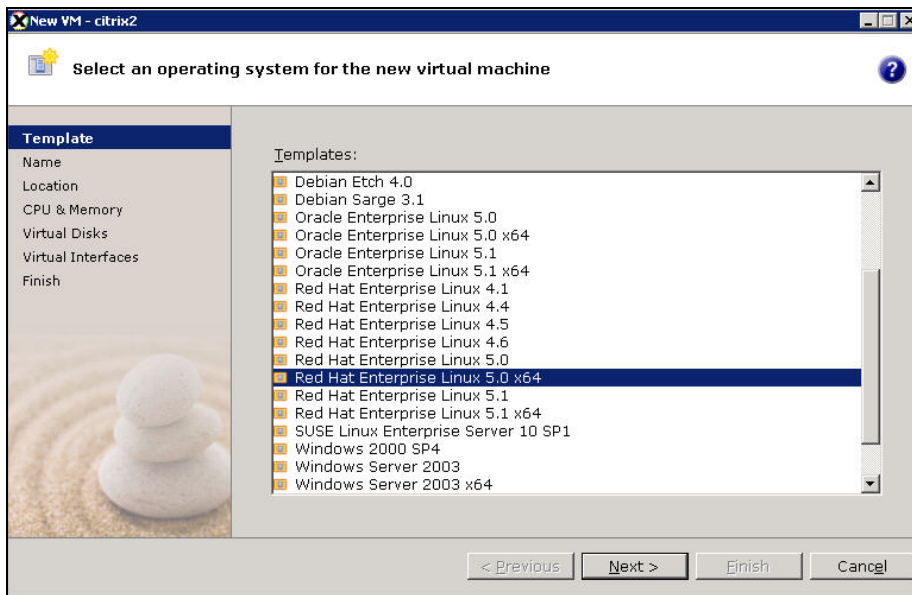 New VM - citrix2
Select an operating system for the new virtual machine
?
Template
Name
Location
CPU & Memory
Virtual Disks
Virtual Interfaces
Finish
Templates:
Debian Etch 4.0
Debian Sarge 3.1
Oracle Enterprise Linux 5.0
Oracle Enterprise Linux 5.0 x64
Oracle Enterprise Linux 5.1
Oracle Enterprise Linux 5.1 x64
Red Hat Enterprise Linux 4.1
Red Hat Enterprise Linux 4.4
Red Hat Enterprise Linux 4.5
Red Hat Enterprise Linux 4.6
Red Hat Enterprise Linux 5.0
Red Hat Enterprise Linux 5.0 x64
Red Hat Enterprise Linux 5.1
Red Hat Enterprise Linux 5.1 x64
SUSE Linux Enterprise Server 10 SP1
Windows 2000 SP4
Windows Server 2003
Windows Server 2003 x64
< Previous Next > Finish Cancel